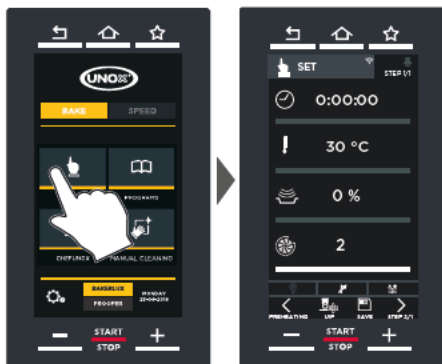 UNOX
BAKE SPEED
PROGRAMS
CHEFUNOX MANUAL CLEANING
BAKERLUX
PROOFER
MONDAY
START
STOP
SET
STEP 1/1
0:00:00
30 °C
0 %
2
PREHEATING SAVE STEP 2/1
START
STOP